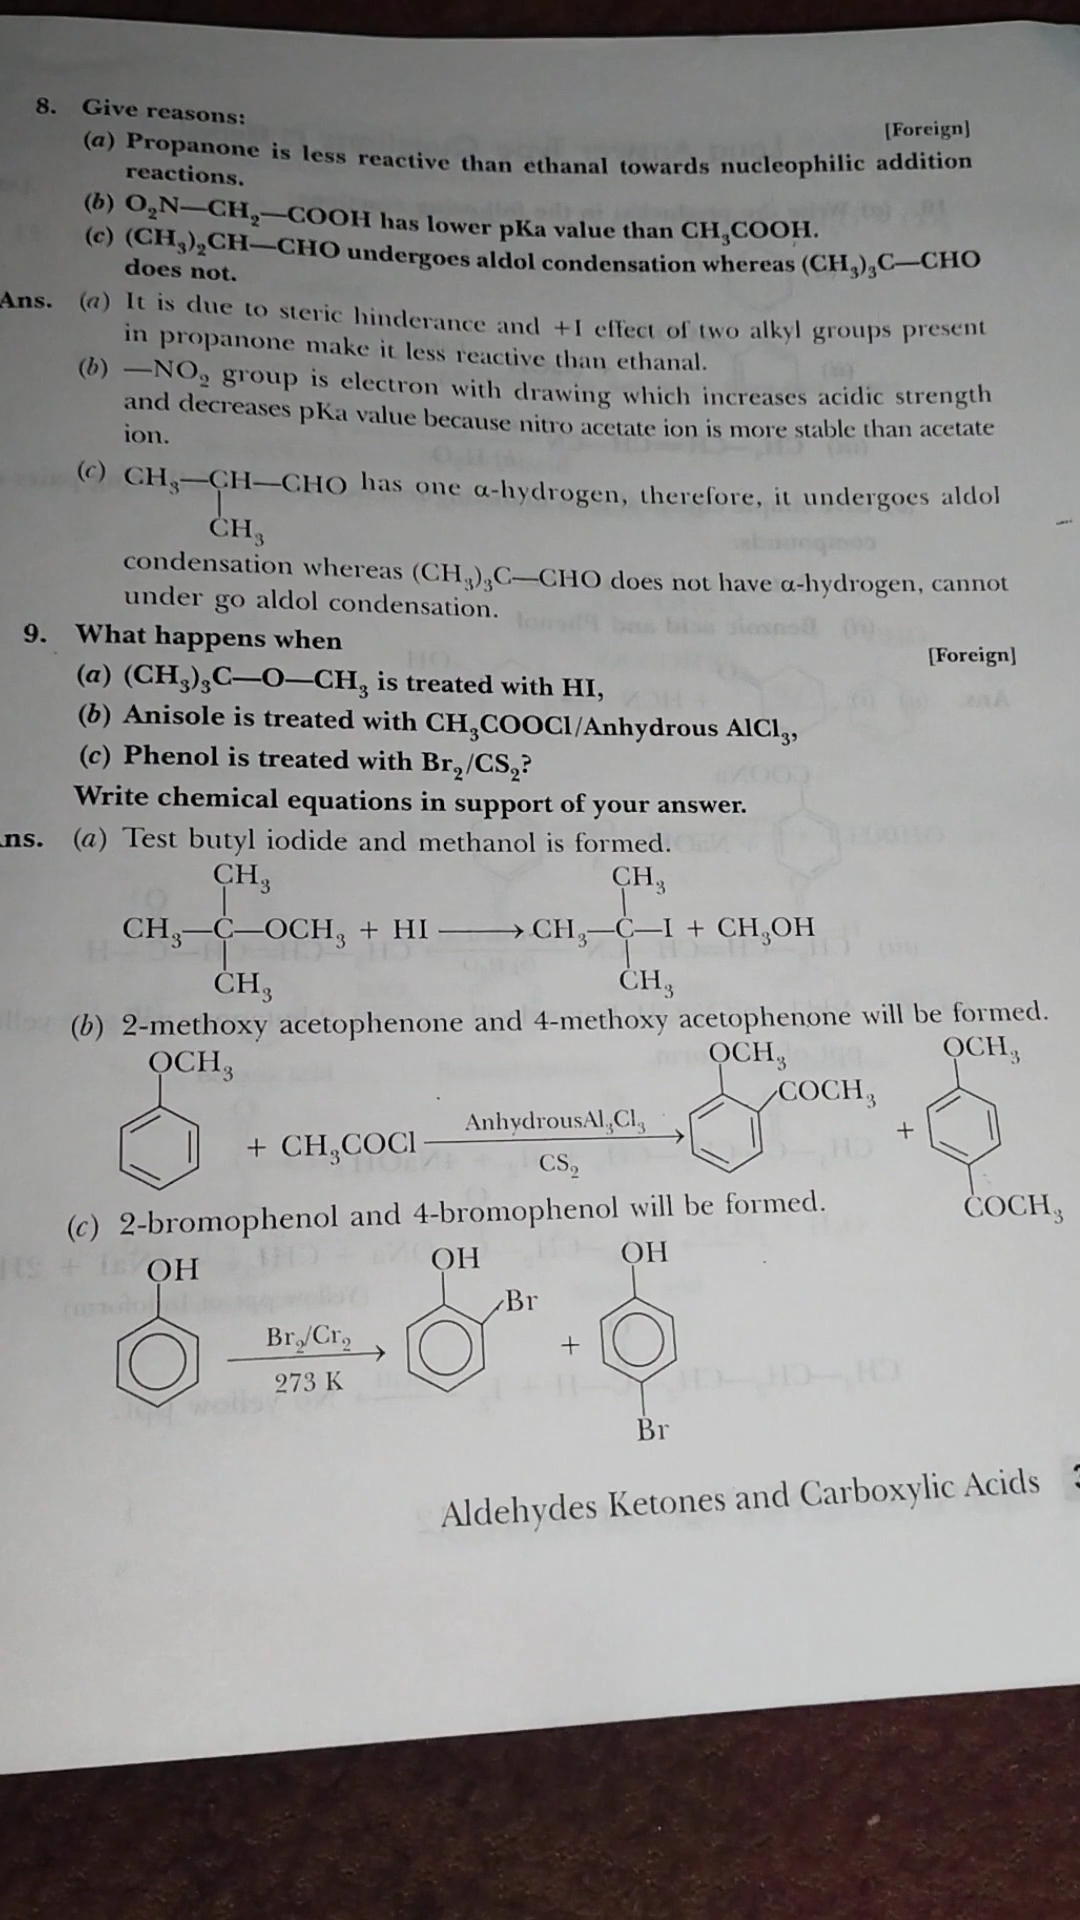 8. Give reasons:
[Foreign]
(a) Propanone is less reactive than ethanal towards nucleophilic addition
reactions.
(b) O₂N—CH₂—COOH has lower pKa value than CH₃COOH.
(c) (CH₃)₂CH—CHO undergoes aldol condensation whereas (CH₃)₃C—CHO
does not.
Ans. (a) It is due to steric hinderance and +I effect of two alkyl groups present
in propanone make it less reactive than ethanal.
(b) —NO₂ group is electron with drawing which increases acidic strength
and decreases pKa value because nitro acetate ion is more stable than acetate
ion.
(c) CH₃—CH—CHO has one α-hydrogen, therefore, it undergoes aldol
CH₃
condensation whereas (CH₃)₃C—CHO does not have α-hydrogen, cannot
under go aldol condensation.
9. What happens when
[Foreign]
(a) (CH₃)₃C—O—CH₃ is treated with HI,
(b) Anisole is treated with CH₃COOCl/Anhydrous AlCl₃,
(c) Phenol is treated with Br₂/CS₂?
Write chemical equations in support of your answer.
ns. (a) Test butyl iodide and methanol is formed.
CH₃ CH₃
CH₃—C—OCH₃ + HI ⟶ CH₃—C—I + CH₃OH
CH₃ CH₃
(b) 2-methoxy acetophenone and 4-methoxy acetophenone will be formed.
OCH₃ OCH₃ OCH₃
COCH₃
+ CH₃COCl AnhydrousAl₃Cl₃ +
CS₂
COCH₃
(c) 2-bromophenol and 4-bromophenol will be formed.
OH OH OH
Br
Br₂/Cr₂ +
273 K
Br
Aldehydes Ketones and Carboxylic Acids